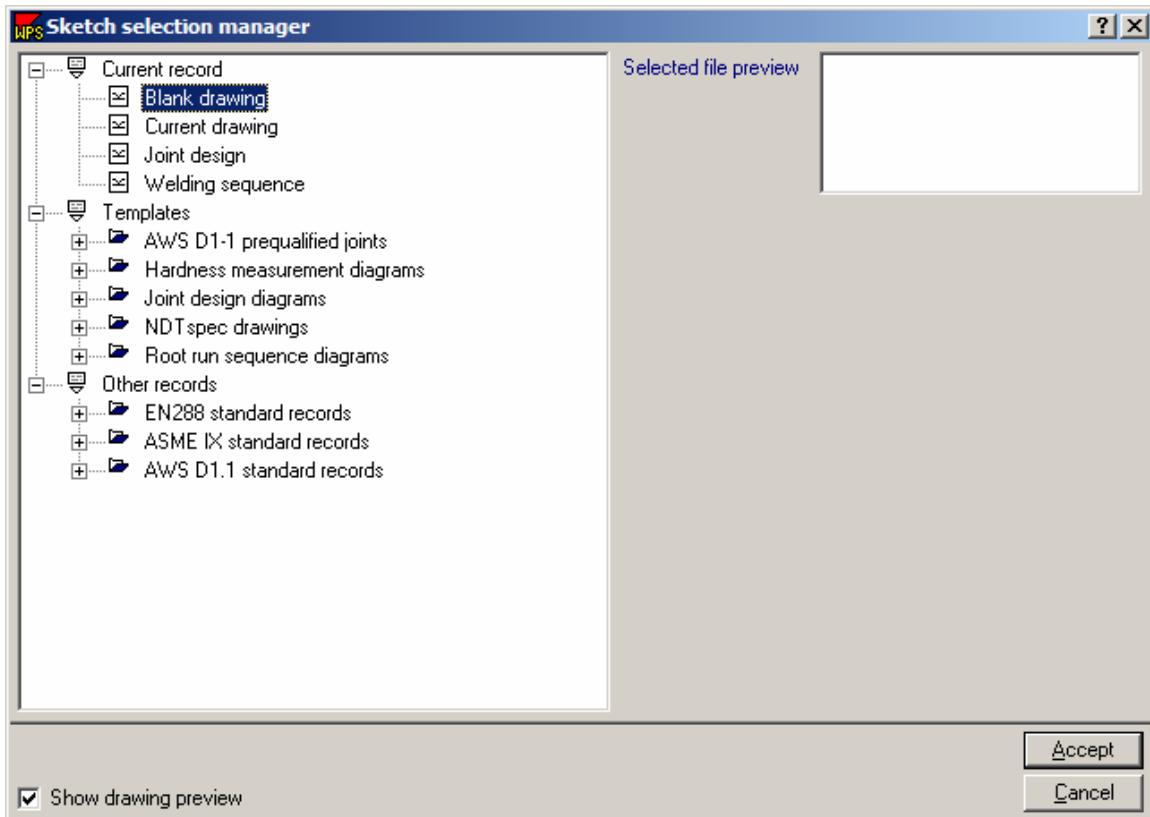 WPS Sketch selection manager
Current record
Blank drawing
Current drawing
Joint design
Welding sequence
Templates
AWS D1-1 prequalified joints
Hardness measurement diagrams
Joint design diagrams
NDTspec drawings
Root run sequence diagrams
Other records
EN288 standard records
ASME IX standard records
AWS D1.1 standard records
Selected file preview
Accept
Show drawing preview
Cancel